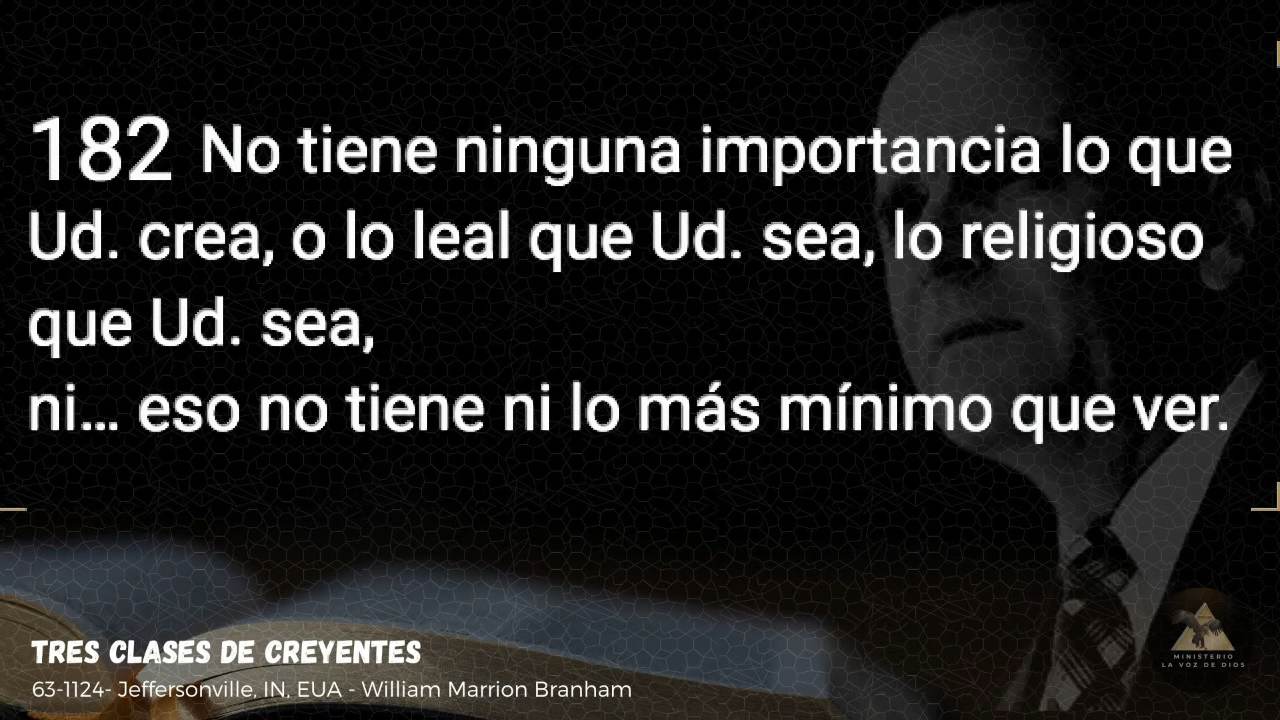 182 No tiene ninguna importancia lo que
Ud. crea, o lo leal que Ud. sea, lo religioso
que Ud. sea,
ni… eso no tiene ni lo más mínimo que ver.
TRES CLASES DE CREYENTES
63-1124- Jeffersonville, IN, EUA - William Marrion Branham
MINISTERIO
LA VOZ DE DIOS